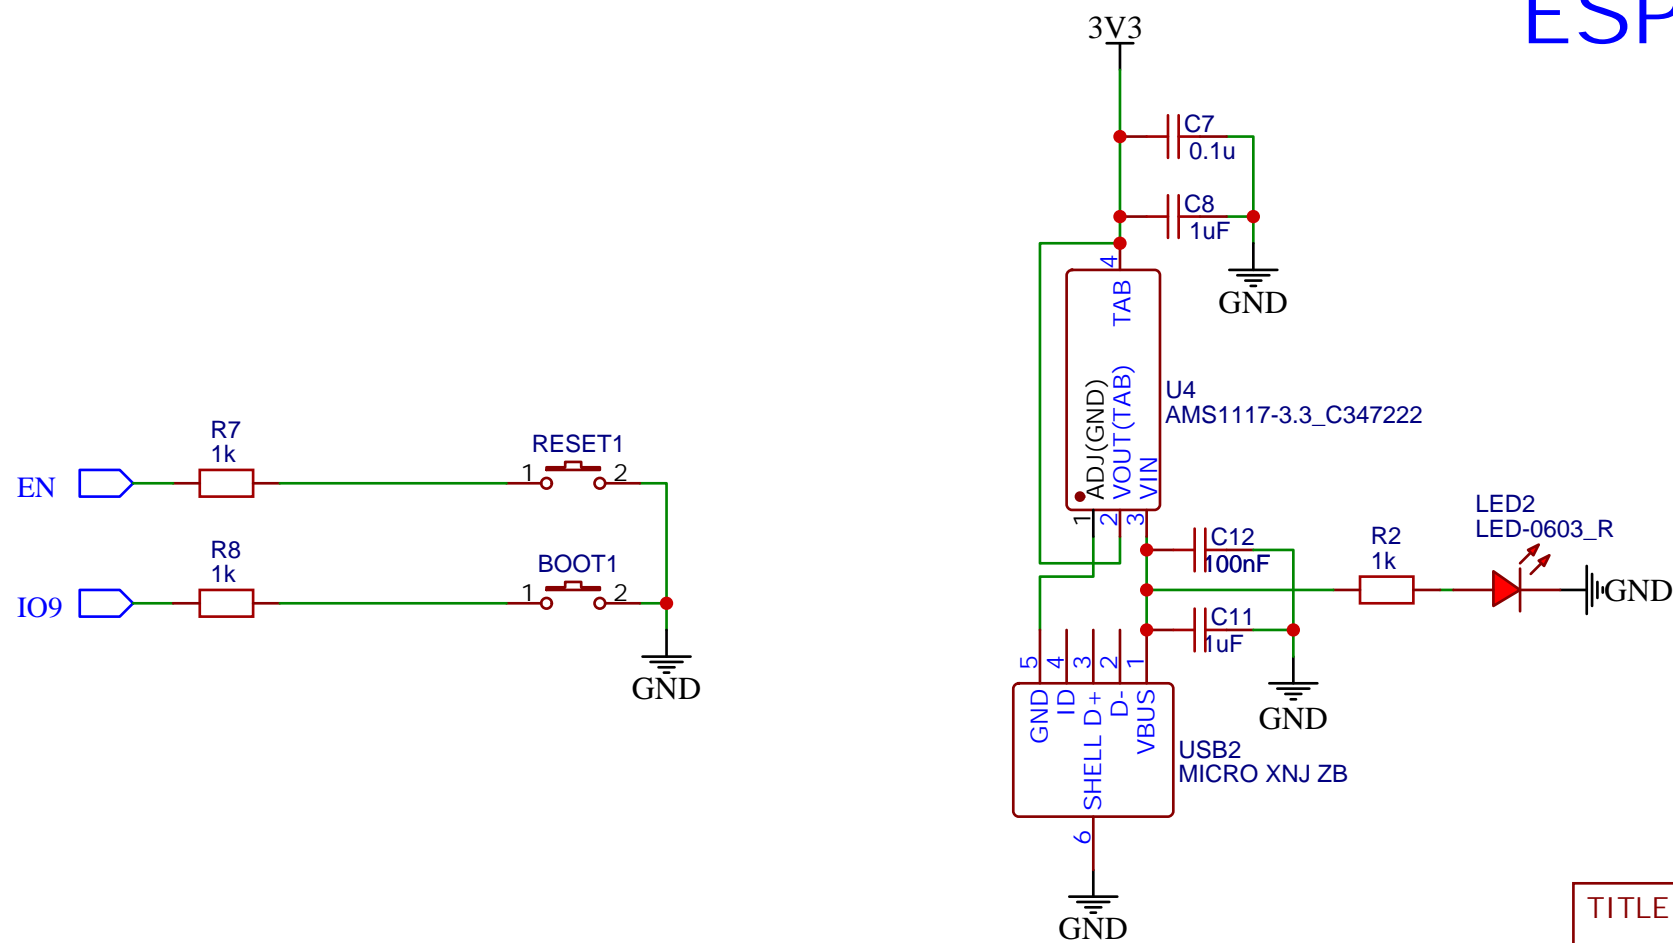 ESP
3V3
C7
0.1u
C8
1uF
GND
4
TAB
ADJ(GND)
VOUT(TAB)
VIN
1
2
3
U4
AMS1117-3.3_C347222
EN
R7
1k
RESET1
1
2
IO9
R8
1k
BOOT1
1
2
GND
C12
100nF
C11
1uF
GND
R2
1k
LED2
LED-0603_R
GND
5
4
3
2
1
GND
ID
SHELL D+
D-
VBUS
USB2
MICRO XNJ ZB
6
GND
TITLE